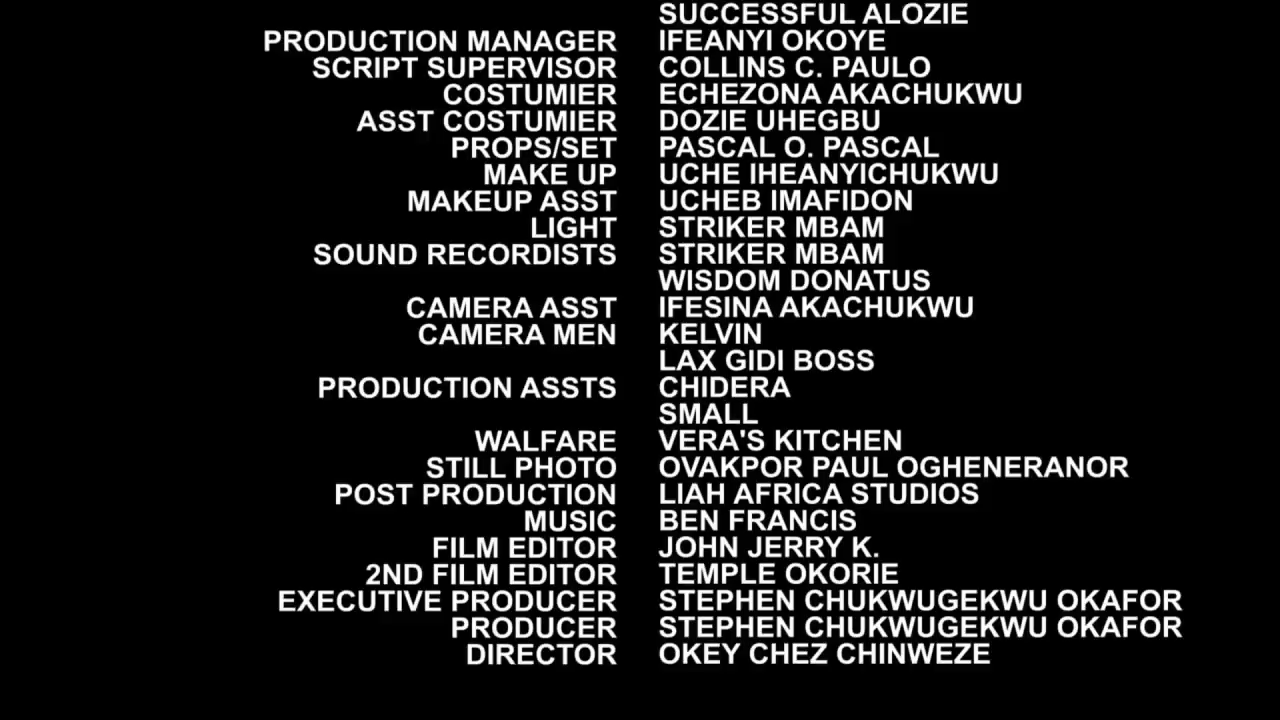 SUCCESSFUL ALOZIE
PRODUCTION MANAGER IFEANYI OKOYE
SCRIPT SUPERVISOR COLLINS C. PAULO
COSTUMIER ECHEZONA AKACHUKWU
ASST COSTUMIER DOZIE UHEGBU
PROPS/SET PASCAL O. PASCAL
MAKE UP UCHE IHEANYICHUKWU
MAKEUP ASST UCHEB IMAFIDON
LIGHT STRIKER MBAM
SOUND RECORDISTS STRIKER MBAM
WISDOM DONATUS
CAMERA ASST IFESINA AKACHUKWU
CAMERA MEN KELVIN
LAX GIDI BOSS
PRODUCTION ASSTS CHIDERA
SMALL
WALFARE VERA'S KITCHEN
STILL PHOTO OVAKPOR PAUL OGHENERANOR
POST PRODUCTION LIAH AFRICA STUDIOS
MUSIC BEN FRANCIS
FILM EDITOR JOHN JERRY K.
2ND FILM EDITOR TEMPLE OKORIE
EXECUTIVE PRODUCER STEPHEN CHUKWUGEKWU OKAFOR
PRODUCER STEPHEN CHUKWUGEKWU OKAFOR
DIRECTOR OKEY CHEZ CHINWEZE